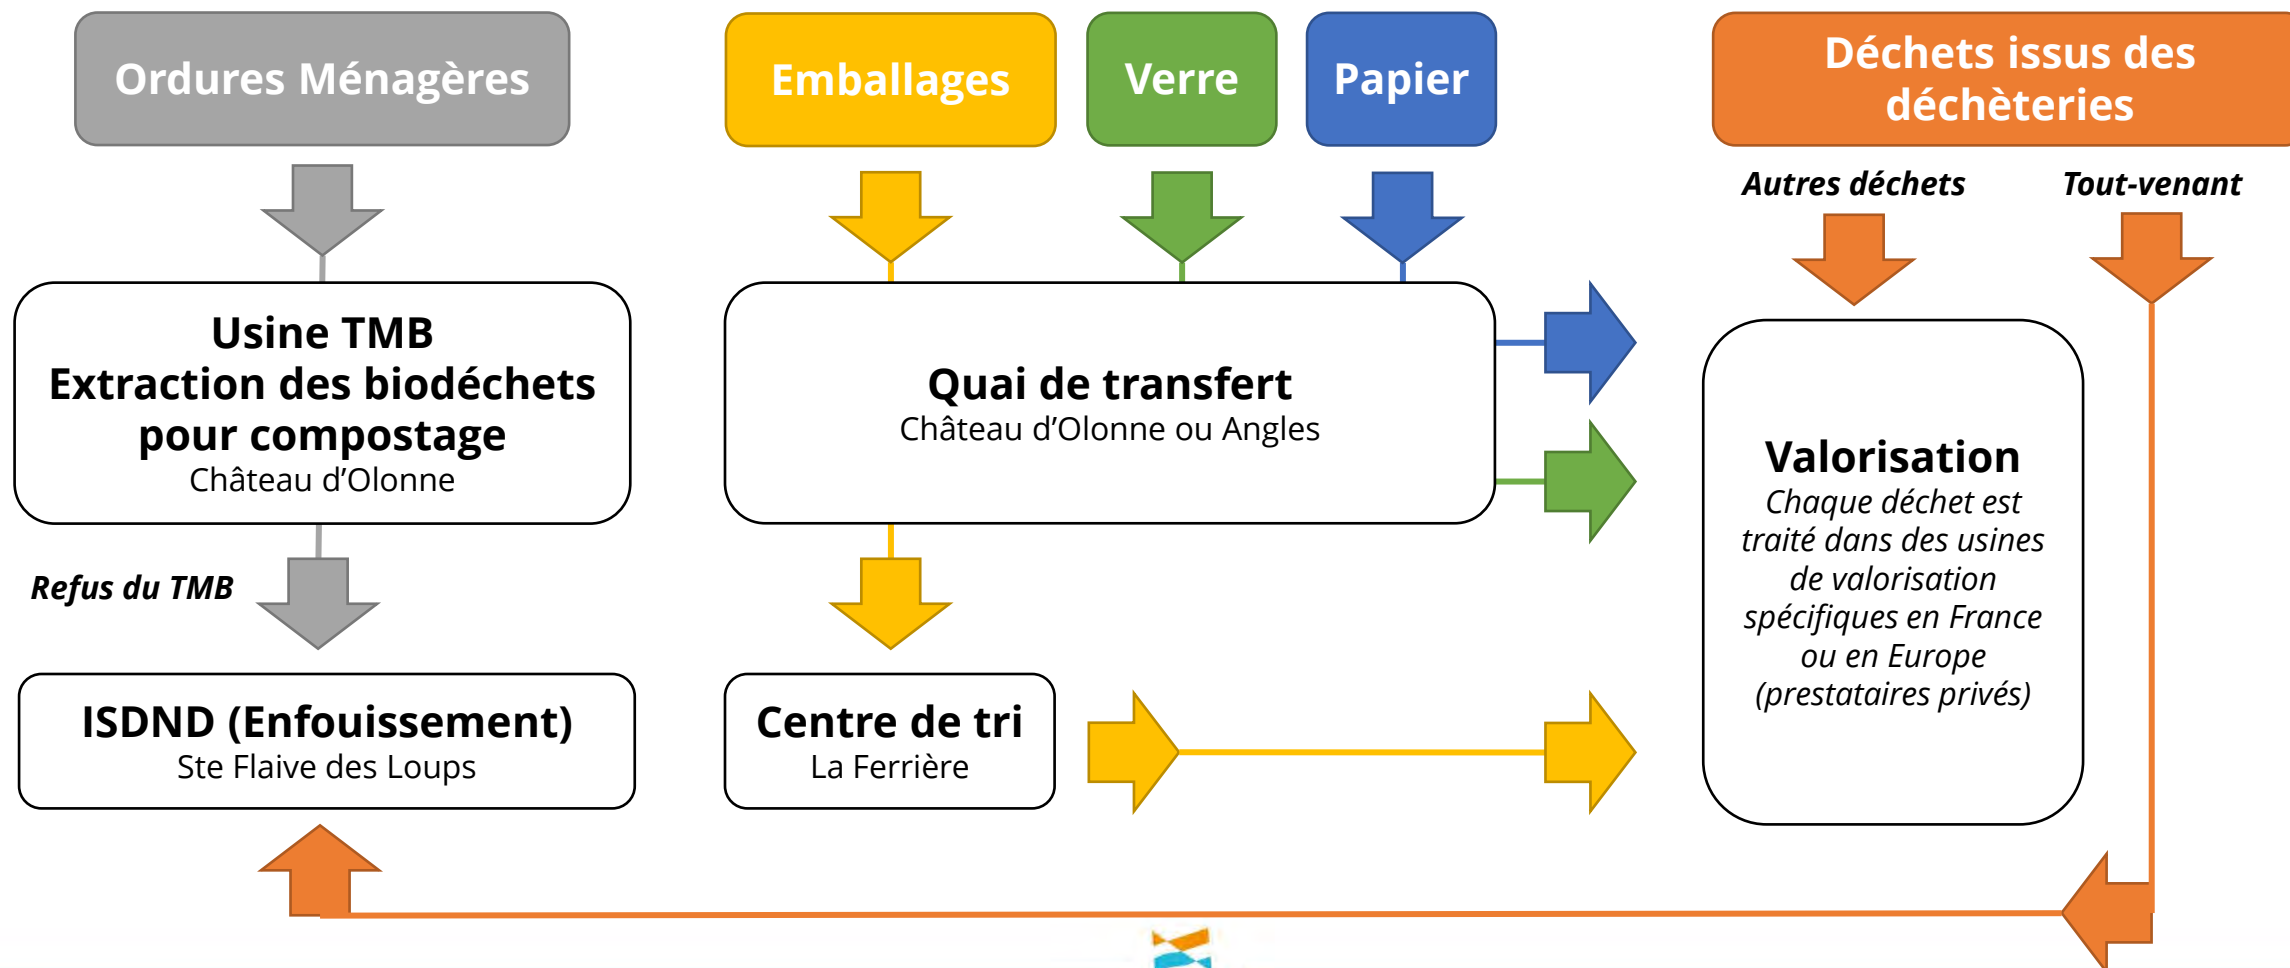 Ordures Ménagères
Emballages
Verre
Papier
Déchets issus des
déchèteries
Autres déchets
Tout-venant
Usine TMB
Extraction des biodéchets
pour compostage
Château d’Olonne
Quai de transfert
Château d’Olonne ou Angles
Valorisation
Chaque déchet est
traité dans des usines
de valorisation
spécifiques en France
ou en Europe
(prestataires privés)
Refus du TMB
ISDND (Enfouissement)
Ste Flaive des Loups
Centre de tri
La Ferrière